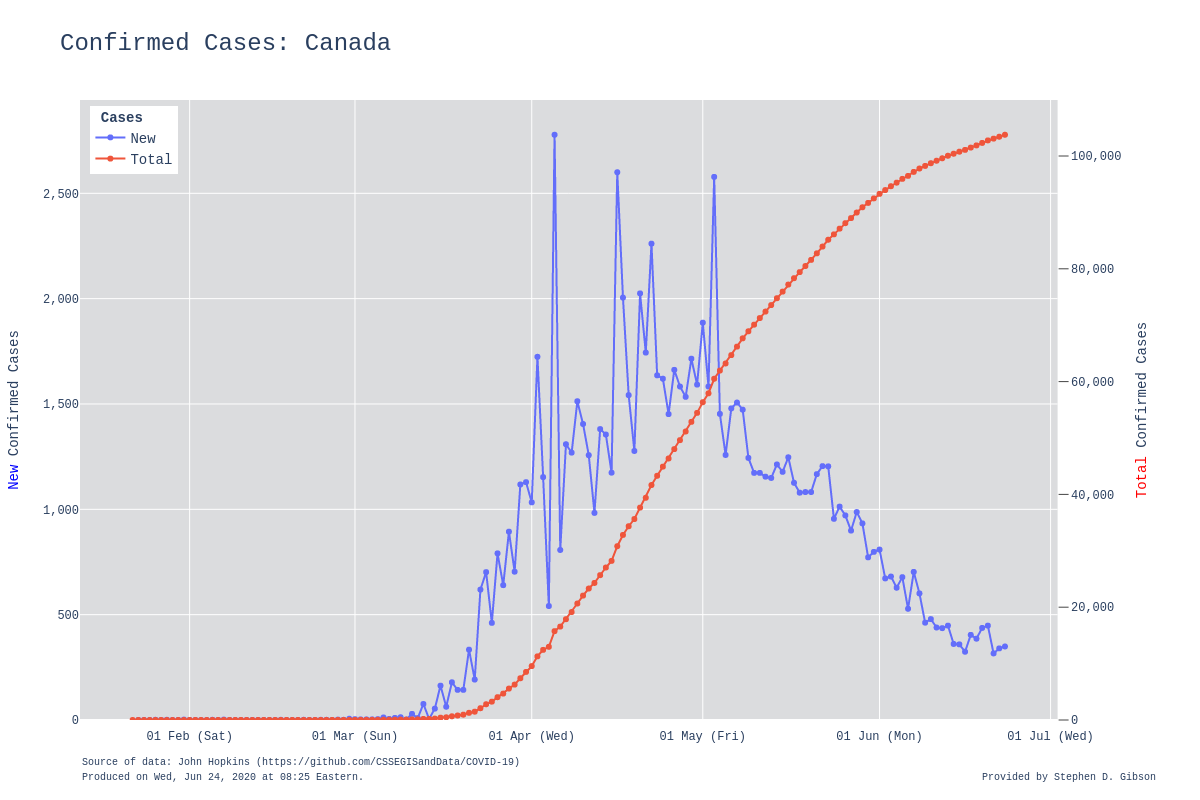 Confirmed Cases: Canada
Cases
New
Total
2,500
2,000
1,500
1,000
500
0
100,000
80,000
60,000
40,000
20,000
0
New Confirmed Cases
Total Confirmed Cases
01 Feb (Sat)
01 Mar (Sun)
01 Apr (Wed)
01 May (Fri)
01 Jun (Mon)
01 Jul (Wed)
Source of data: John Hopkins (https://github.com/CSSEGISandData/COVID-19)
Produced on Wed, Jun 24, 2020 at 08:25 Eastern.
Provided by Stephen D. Gibson